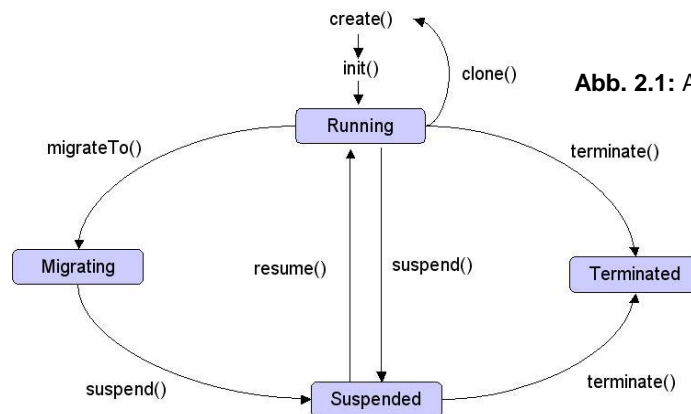 create()
init()
clone()
Abb. 2.1: A
Running
migrateTo()
terminate()
Migrating
resume()
suspend()
Terminated
suspend()
Suspended
terminate()